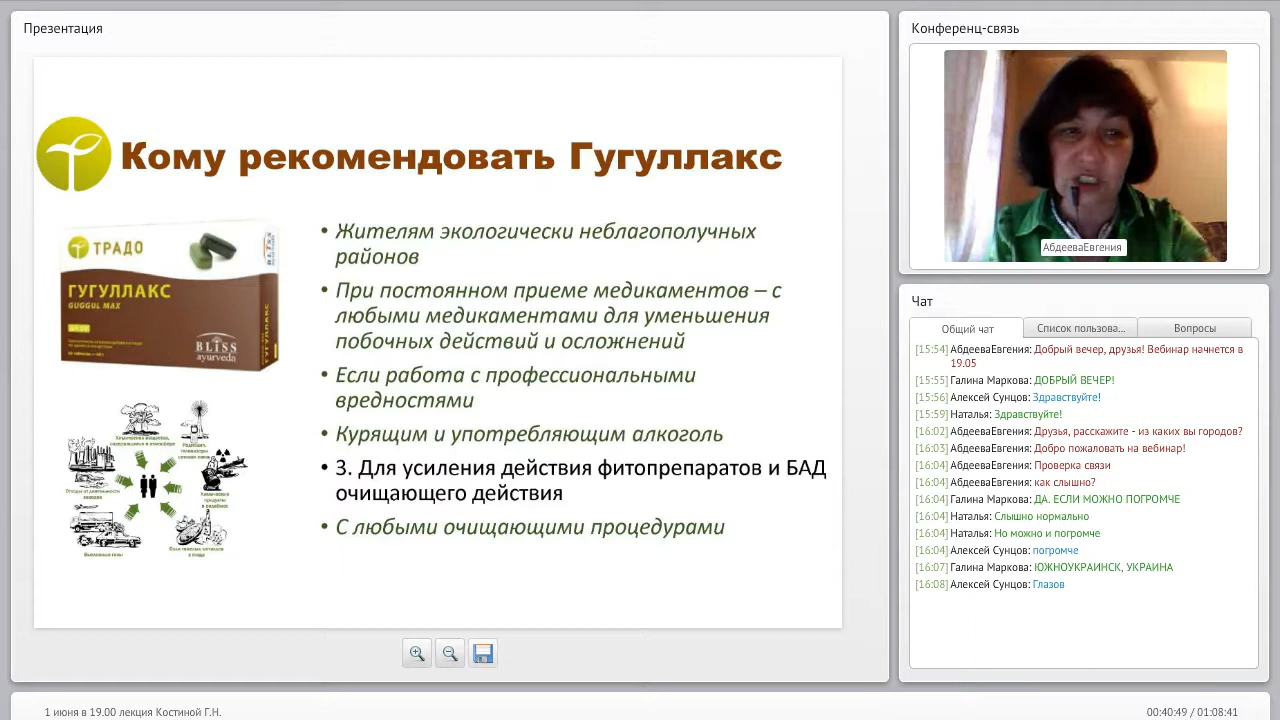 Презентация
Кому рекомендовать Гугуллакс
ТРАДО
ГУГУЛЛАКС
GUGGUL MAX
BLISS
ayurveda
BLISS
ГУГУЛЛАКС
• Жителям экологически неблагополучных
районов
• При постоянном приеме медикаментов – с
любыми медикаментами для уменьшения
побочных действий и осложнений
• Если работа с профессиональными
вредностями
• Курящим и употребляющим алкоголь
• 3. Для усиления действия фитопрепаратов и БАД
очищающего действия
• С любыми очищающими процедурами
Химические
продукты
Выхлопные газы
Конференц-связь
АбдееваЕвгения
Чат
Общий чат
Список пользова...
Вопросы
[15:54] АбдееваЕвгения: Добрый вечер, друзья! Вебинар начнется в
19.05
[15:55] Галина Маркова: ДОБРЫЙ ВЕЧЕР!
[15:56] Алексей Сунцов: Здравствуйте!
[15:59] Наталья: Здравствуйте!
[16:02] АбдееваЕвгения: Друзья, расскажите - из каких вы городов?
[16:03] АбдееваЕвгения: Добро пожаловать на вебинар!
[16:04] АбдееваЕвгения: Проверка связи
[16:04] АбдееваЕвгения: как слышно?
[16:04] Галина Маркова: ДА. ЕСЛИ МОЖНО ПОГРОМЧЕ
[16:04] Наталья: Слышно нормально
[16:04] Наталья: Но можно и погромче
[16:04] Алексей Сунцов: погромче
[16:07] Галина Маркова: ЮЖНОУКРАИНСК, УКРАИНА
[16:08] Алексей Сунцов: Глазов
1 июня в 19.00 лекция Костиной Г.Н.
00:40:49 / 01:08:41